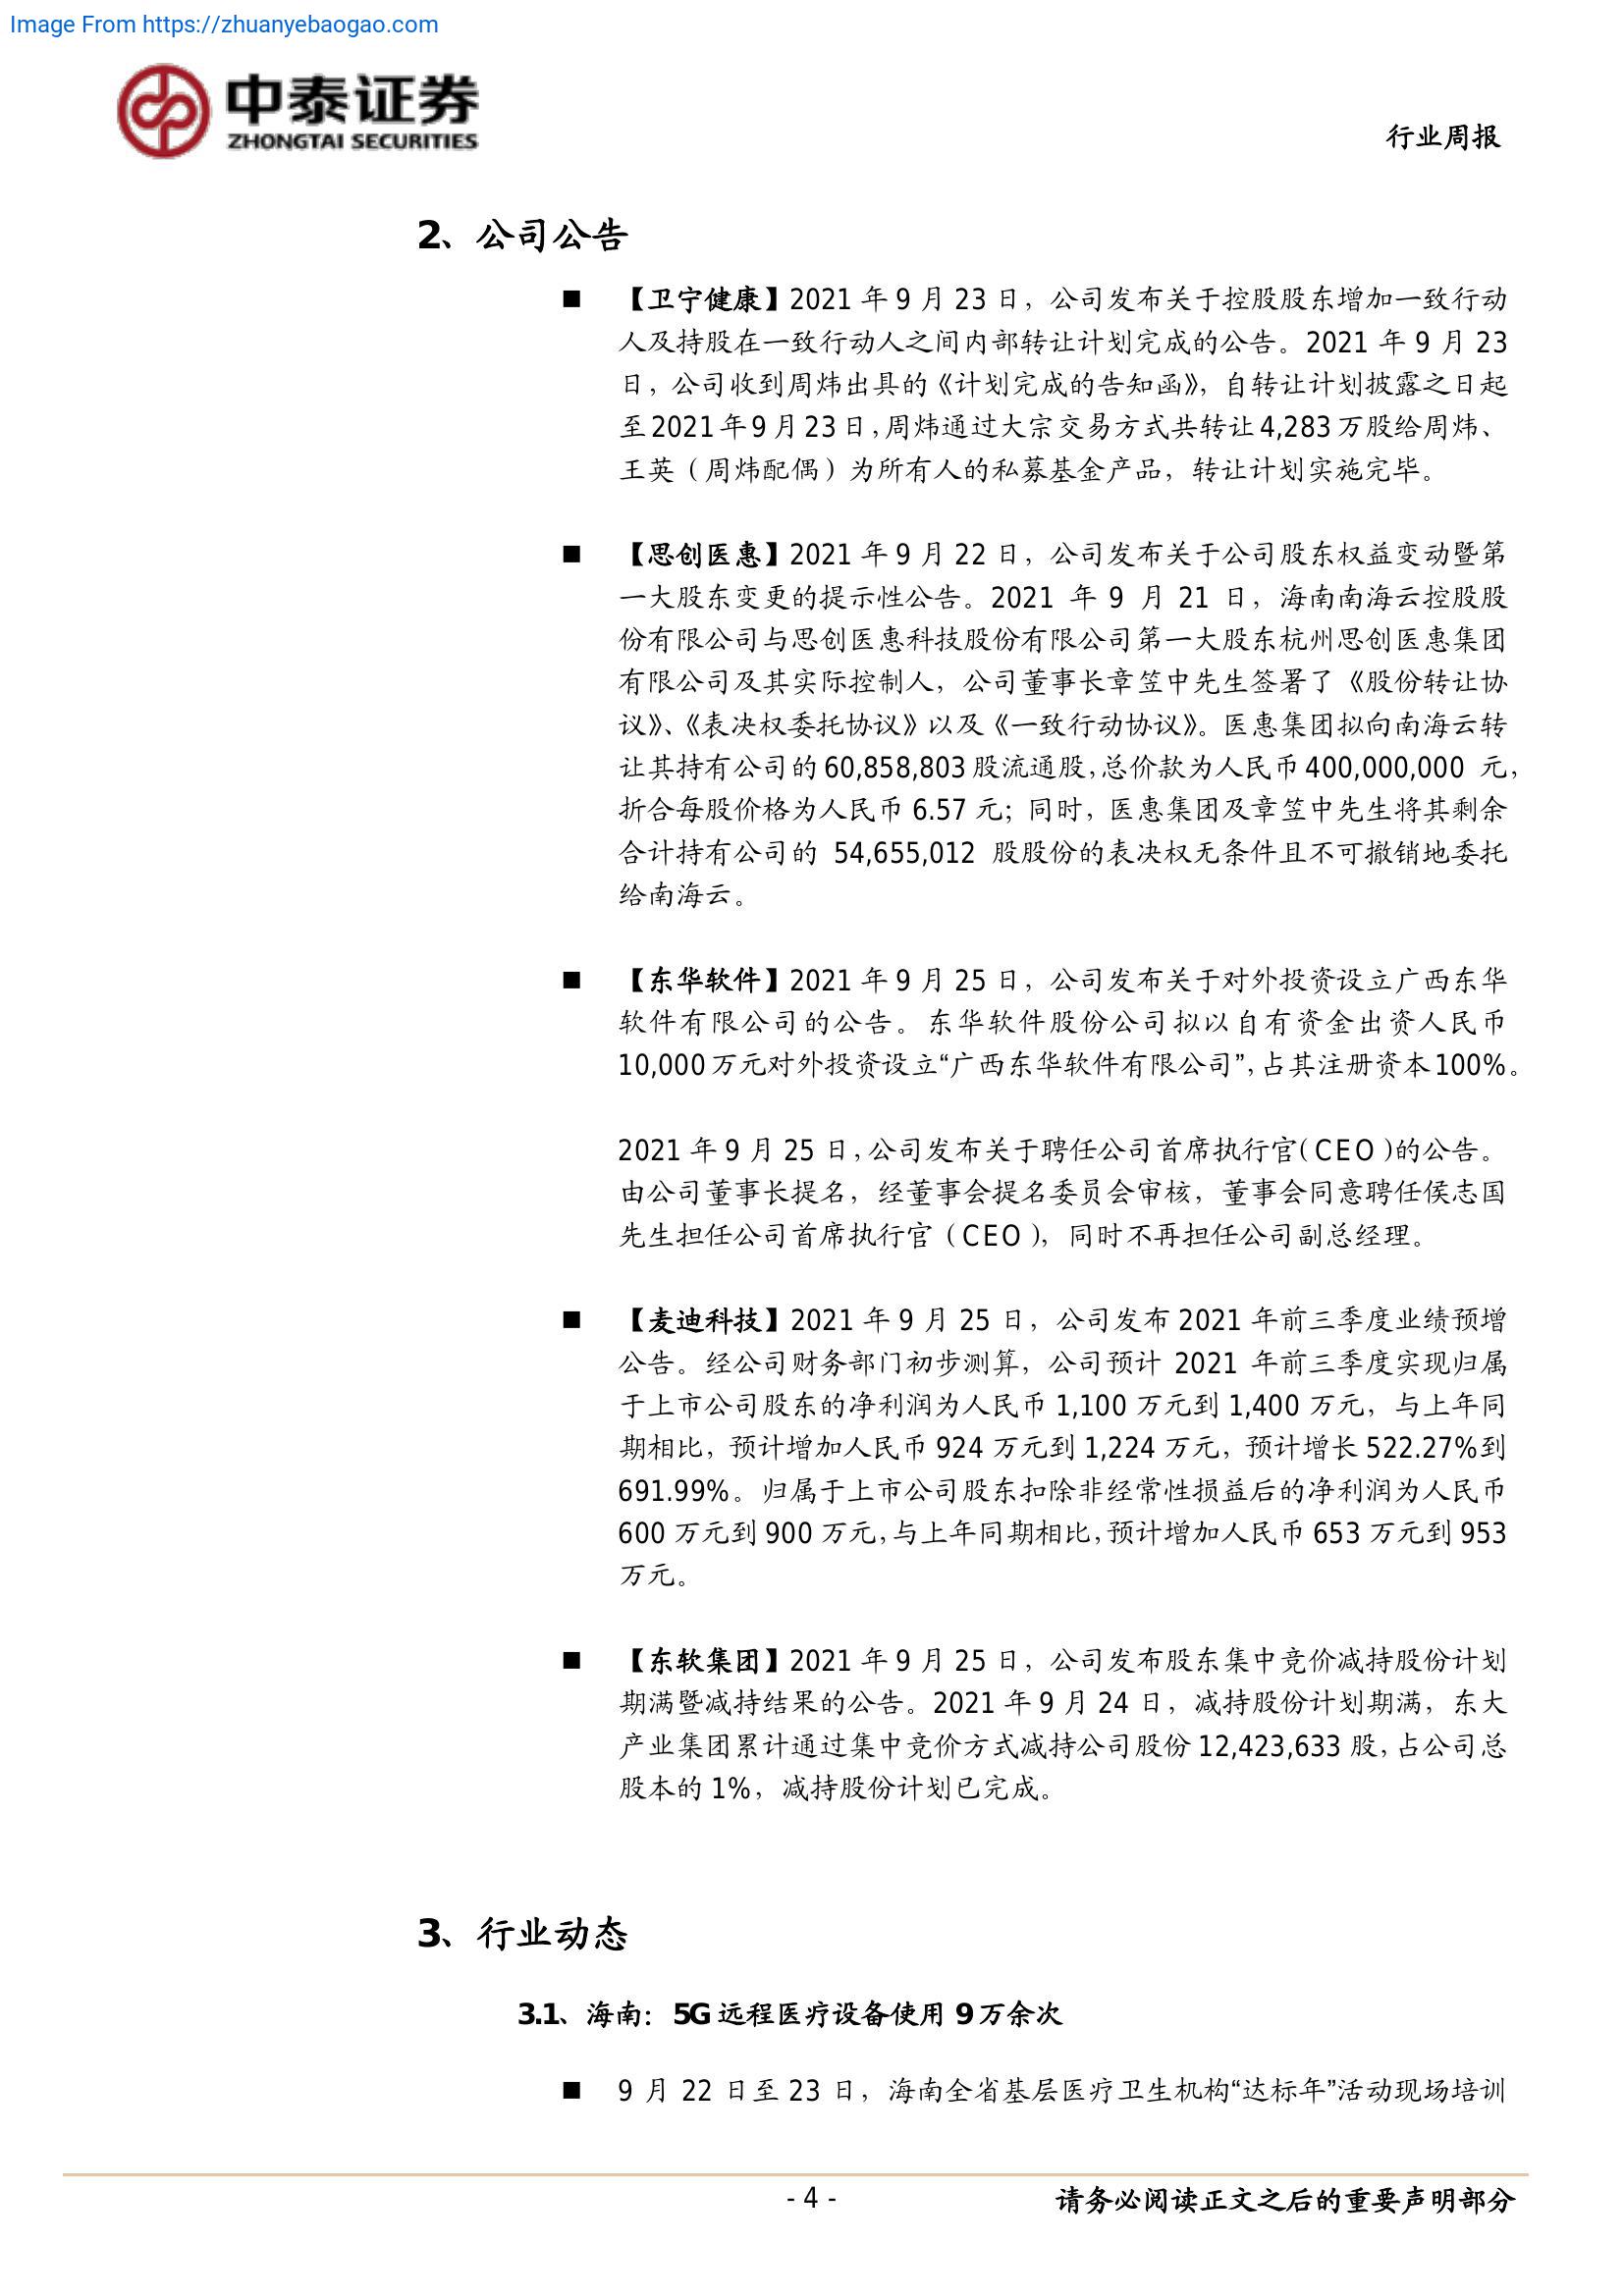 Image From https://zhuanyebaogao.com
中泰证券
ZHONGTAI SECURITIES
行业周报
2、公司公告
■ 【卫宁健康】2021 年 9 月 23 日，公司发布关于控股股东增加一致行动
人及持股在一致行动人之间内部转让计划完成的公告。2021 年 9 月 23
日，公司收到周炜出具的《计划完成的告知函》，自转让计划披露之日起
至 2021 年 9 月 23 日，周炜通过大宗交易方式共转让 4,283 万股给周炜、
王英（周炜配偶）为所有人的私募基金产品，转让计划实施完毕。
■ 【思创医惠】2021 年 9 月 22 日，公司发布关于公司股东权益变动暨第
一大股东变更的提示性公告。2021 年 9 月 21 日，海南南海云控股股
份有限公司与思创医惠科技股份有限公司第一大股东杭州思创医惠集团
有限公司及其实际控制人，公司董事长章笠中先生签署了《股份转让协
议》、《表决权委托协议》以及《一致行动协议》。医惠集团拟向南海云转
让其持有公司的 60,858,803 股流通股，总价款为人民币 400,000,000 元，
折合每股价格为人民币 6.57 元；同时，医惠集团及章笠中先生将其剩余
合计持有公司的 54,655,012 股股份的表决权无条件且不可撤销地委托
给南海云。
■ 【东华软件】2021 年 9 月 25 日，公司发布关于对外投资设立广西东华
软件有限公司的公告。东华软件股份公司拟以自有资金出资人民币
10,000 万元对外投资设立“广西东华软件有限公司”，占其注册资本 100%。
2021 年 9 月 25 日，公司发布关于聘任公司首席执行官（CEO）的公告。
由公司董事长提名，经董事会提名委员会审核，董事会同意聘任侯志国
先生担任公司首席执行官（CEO），同时不再担任公司副总经理。
■ 【麦迪科技】2021 年 9 月 25 日，公司发布 2021 年前三季度业绩预增
公告。经公司财务部门初步测算，公司预计 2021 年前三季度实现归属
于上市公司股东的净利润为人民币 1,100 万元到 1,400 万元，与上年同
期相比，预计增加人民币 924 万元到 1,224 万元，预计增长 522.27%到
691.99%。归属于上市公司股东扣除非经常性损益后的净利润为人民币
600 万元到 900 万元，与上年同期相比，预计增加人民币 653 万元到 953
万元。
■ 【东软集团】2021 年 9 月 25 日，公司发布股东集中竞价减持股份计划
期满暨减持结果的公告。2021 年 9 月 24 日，减持股份计划期满，东大
产业集团累计通过集中竞价方式减持公司股份 12,423,633 股，占公司总
股本的 1%，减持股份计划已完成。
3、行业动态
3.1、海南：5G 远程医疗设备使用 9 万余次
■ 9 月 22 日至 23 日，海南全省基层医疗卫生机构“达标年”活动现场培训
- 4 -
请务必阅读正文之后的重要声明部分